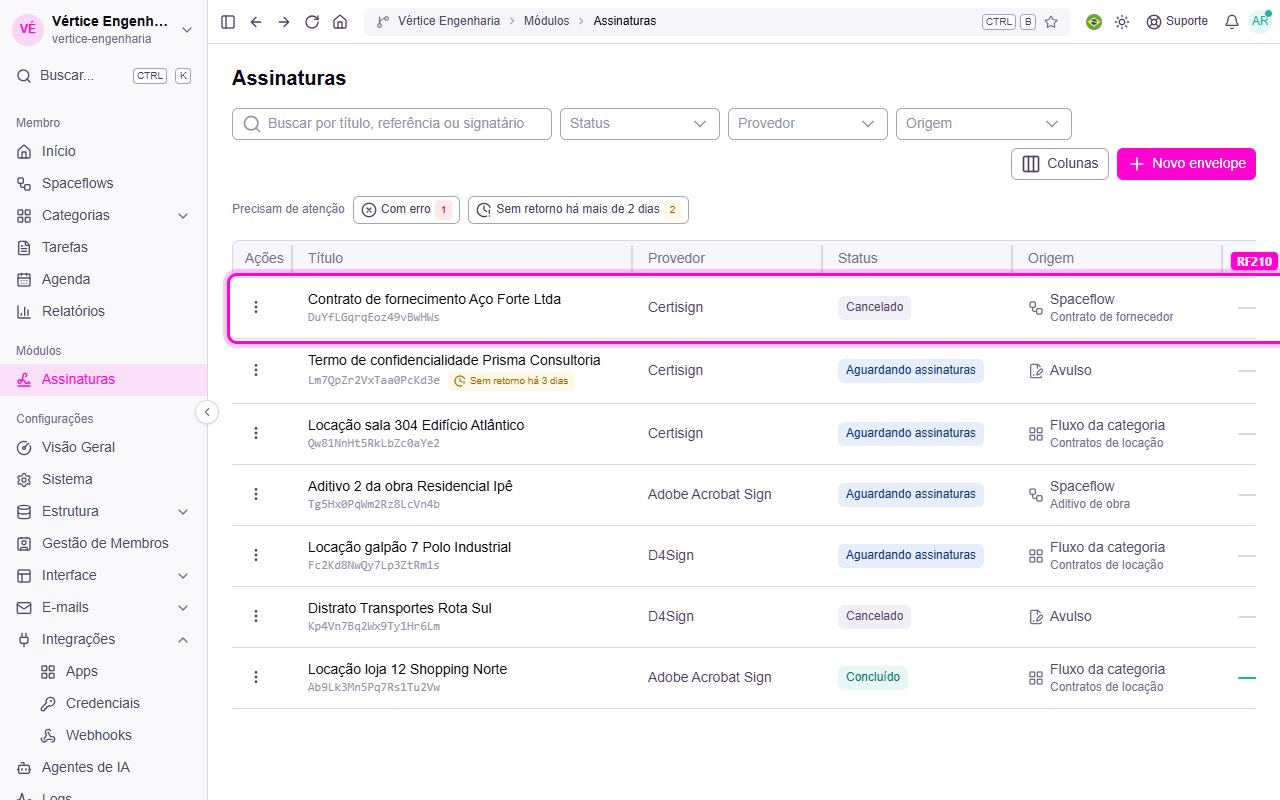 VÉ
Vértice Engenh...
vertice-engenharia
Buscar...
CTRL K
Membro
Início
Spaceflows
Categorias
Tarefas
Agenda
Relatórios
Módulos
Assinaturas
Configurações
Visão Geral
Sistema
Estrutura
Gestão de Membros
Interface
E-mails
Integrações
Apps
Credenciais
Webhooks
Agentes de IA
Vértice Engenharia > Módulos > Assinaturas
CTRL B
Suporte
AR
Assinaturas
Buscar por título, referência ou signatário
Status
Provedor
Origem
Colunas
Novo envelope
Precisam de atenção
Com erro 1
Sem retorno há mais de 2 dias 2
Ações Título Provedor Status Origem
RF210
Contrato de fornecimento Aço Forte Ltda
DuYfLGqrqEoz49vBwHWs
Certisign
Cancelado
Spaceflow
Contrato de fornecedor
Termo de confidencialidade Prisma Consultoria
Lm7QpZr2VxTaa0PcKd3e
Sem retorno há 3 dias
Certisign
Aguardando assinaturas
Avulso
Locação sala 304 Edifício Atlântico
Qw81NnHt5RkLbZc0aYe2
Certisign
Aguardando assinaturas
Fluxo da categoria
Contratos de locação
Aditivo 2 da obra Residencial Ipê
Tg5Hx0PqWm2Rz8LcVn4b
Adobe Acrobat Sign
Aguardando assinaturas
Spaceflow
Aditivo de obra
Locação galpão 7 Polo Industrial
Fc2Kd8NwQy7Lp3ZtRm1s
D4Sign
Aguardando assinaturas
Fluxo da categoria
Contratos de locação
Distrato Transportes Rota Sul
Kp4Vn7Bq2Wx9Ty1Hr6Lm
D4Sign
Cancelado
Avulso
Locação loja 12 Shopping Norte
Ab9Lk3Mn5Pq7Rs1Tu2Vw
Adobe Acrobat Sign
Concluído
Fluxo da categoria
Contratos de locação